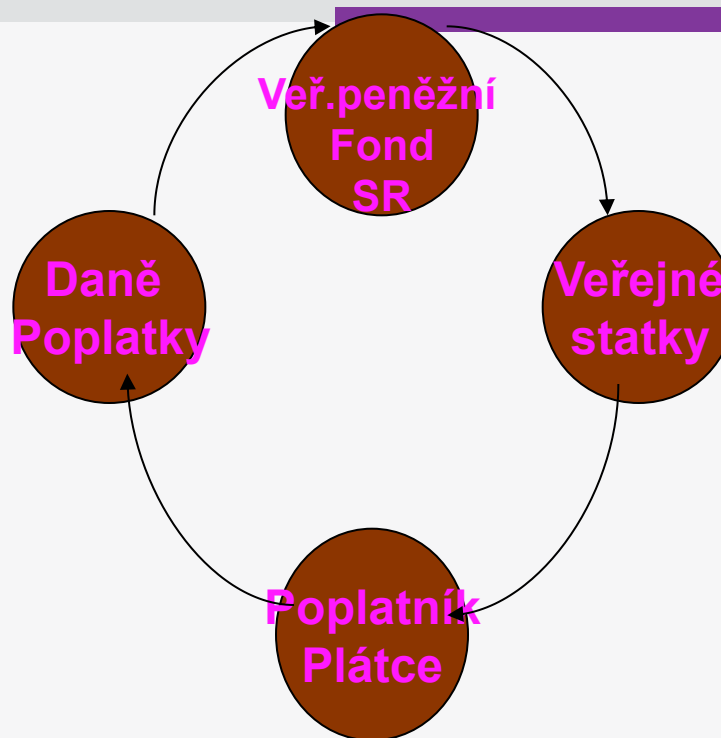 Veř.peněžní
Fond
SR
Daně
Poplatky
Veřejné
statky
Poplatník
Plátce